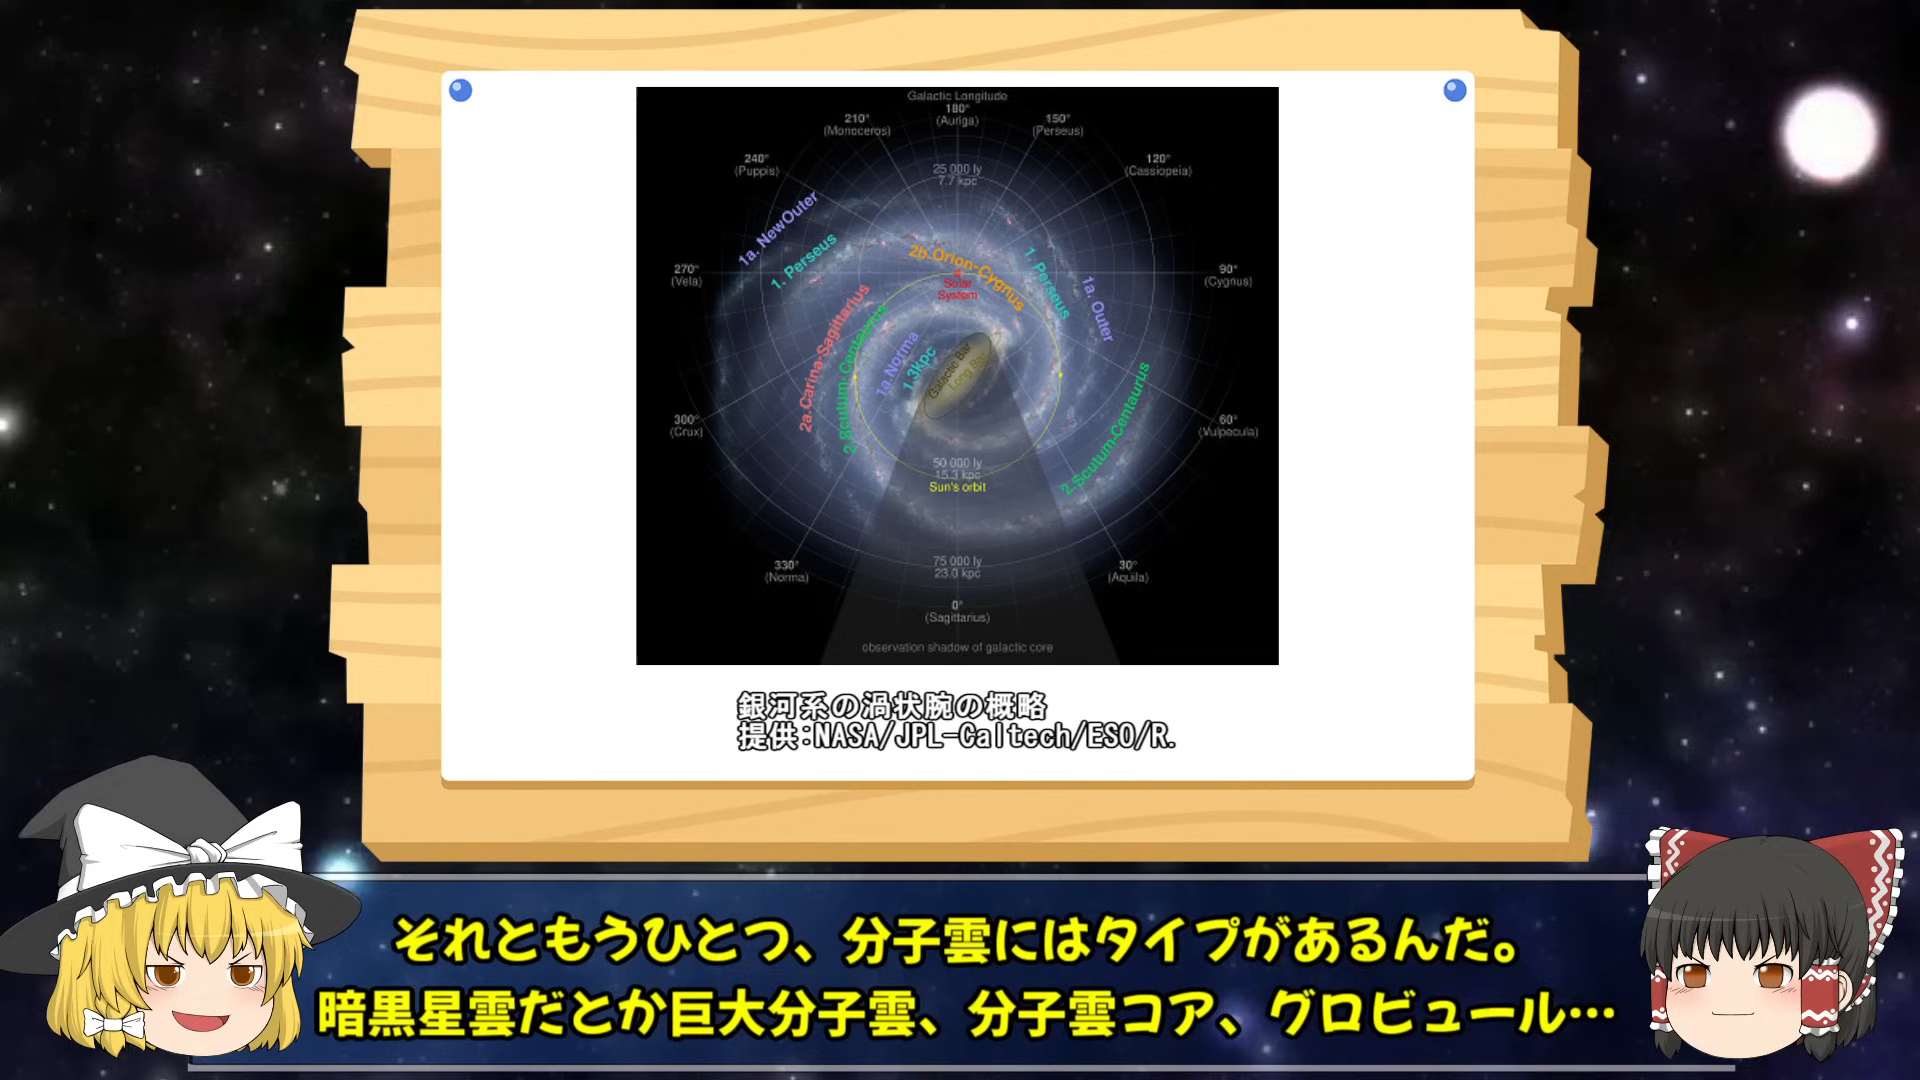 Galactic Longitude
180°
(Auriga)
210°
(Monoceros)
150°
(Perseus)
240°
(Puppis)
120°
(Cassiopeia)
25 000 ly
7.7 kpc
1a. NewOuter
1. Perseus
2b.Orion-Cygnus
1. Perseus
270°
(Vela)
90°
(Cygnus)
Solar
System
1a. Outer
2a.Carina-Sagittarius
2.Scutum-Centaurus
1a.Norma
1.3kpc
Galactic Bar
Long Bar
2.Scutum-Centaurus
300°
(Crux)
60°
(Vulpecula)
50 000 ly
15.3 kpc
Sun's orbit
75 000 ly
23.0 kpc
330°
(Norma)
30°
(Aquila)
0°
(Sagittarius)
observation shadow of galactic core
銀河系の渦状腕の概略
提供:NASA/JPL-Caltech/ESO/R.
それともうひとつ、分子雲にはタイプがあるんだ。
暗黒星雲だとか巨大分子雲、分子雲コア、グロビュール…